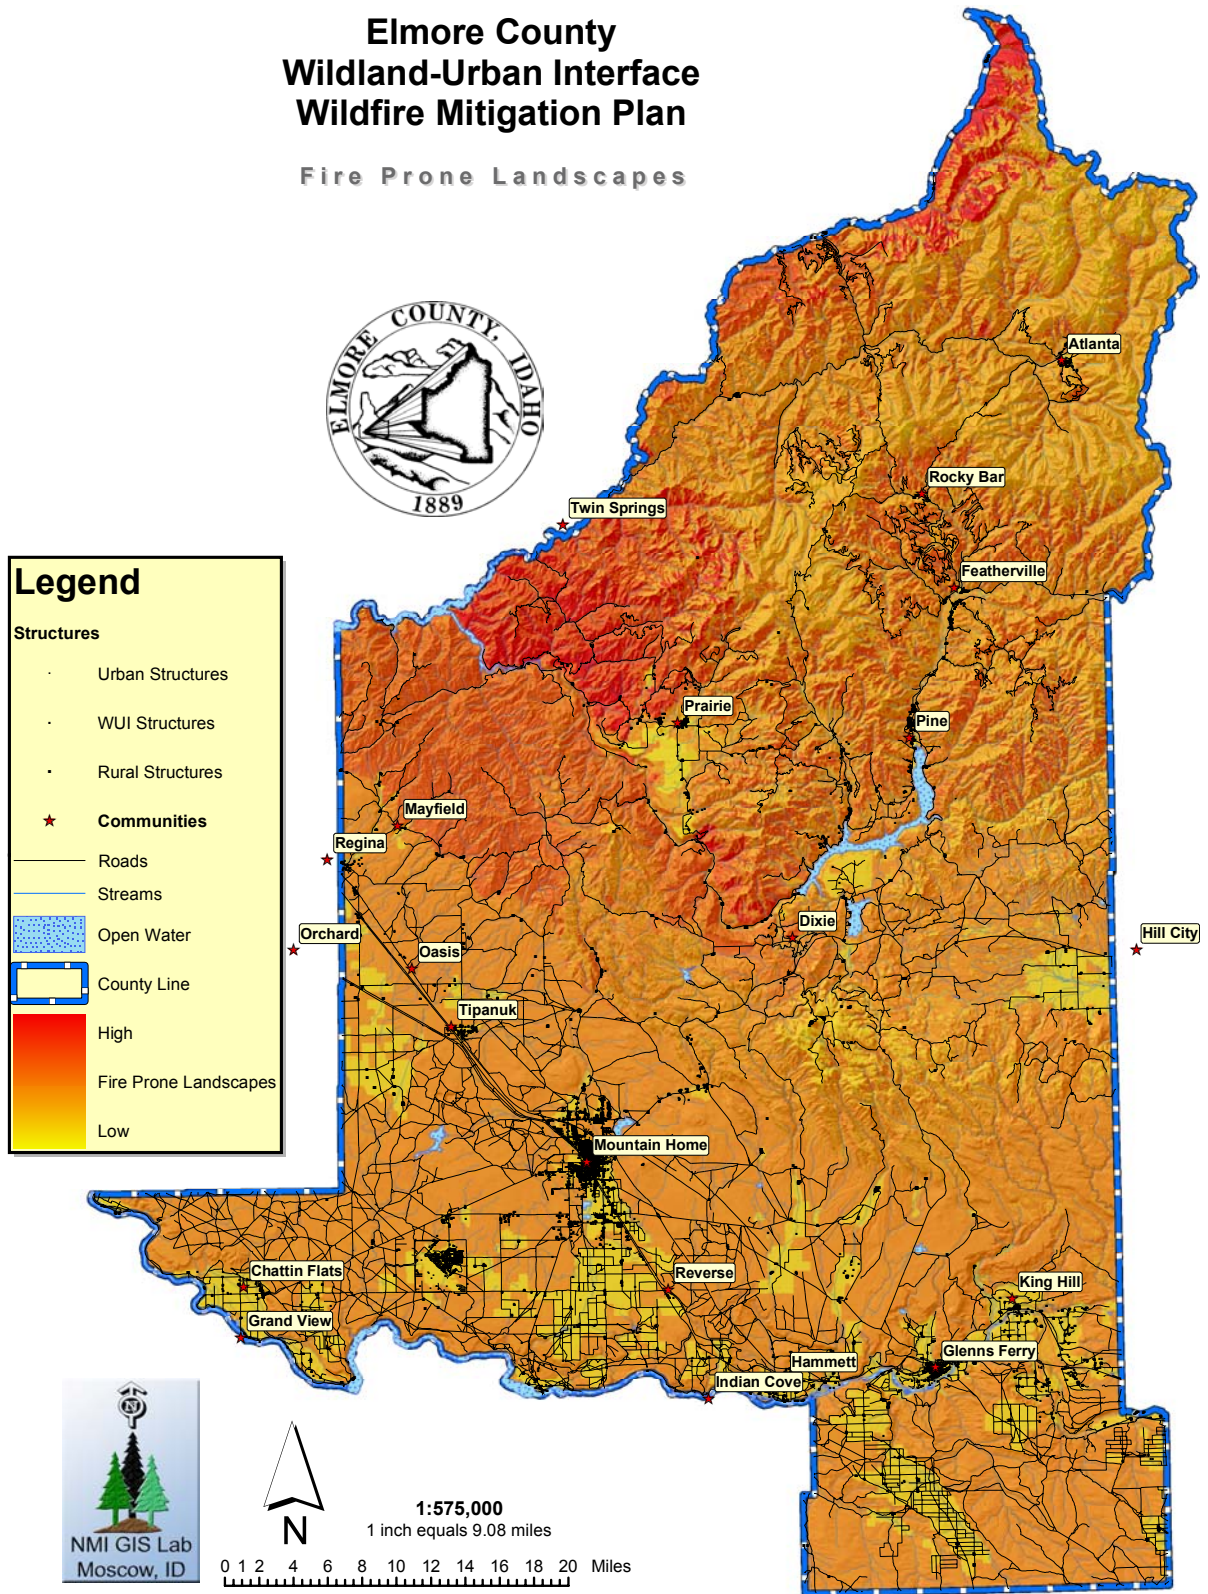 Elmore County
Wildland-Urban Interface
Wildfire Mitigation Plan
Fire Prone Landscapes
ELMORE COUNTY, IDAHO
1889
Atlanta
Rocky Bar
Twin Springs
Featherville
Legend
Structures
Urban Structures
WUI Structures
Rural Structures
Communities
Roads
Streams
Open Water
County Line
High
Fire Prone Landscapes
Low
Prairie
Pine
Mayfield
Regina
Dixie
Orchard
Hill City
Oasis
Tipanuk
Mountain Home
Chattin Flats
Reverse
King Hill
Grand View
Glenns Ferry
Hammett
Indian Cove
N
NMI GIS Lab
Moscow, ID
N
1:575,000
1 inch equals 9.08 miles
0 1 2 4 6 8 10 12 14 16 18 20 Miles